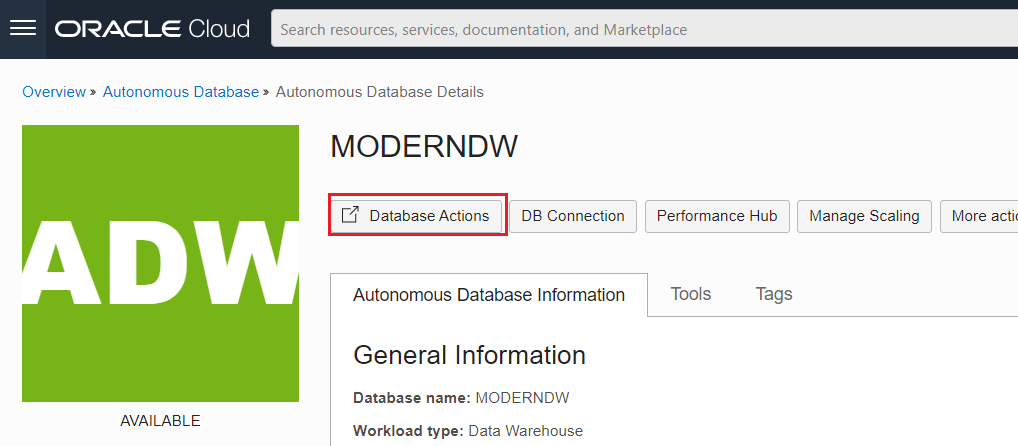 ORACLE Cloud
Search resources, services, documentation, and Marketplace
Overview » Autonomous Database » Autonomous Database Details
ADW
AVAILABLE
MODERNDW
Database Actions DB Connection Performance Hub Manage Scaling More actio
Autonomous Database Information Tools Tags
General Information
Database name: MODERNDW
Workload type: Data Warehouse